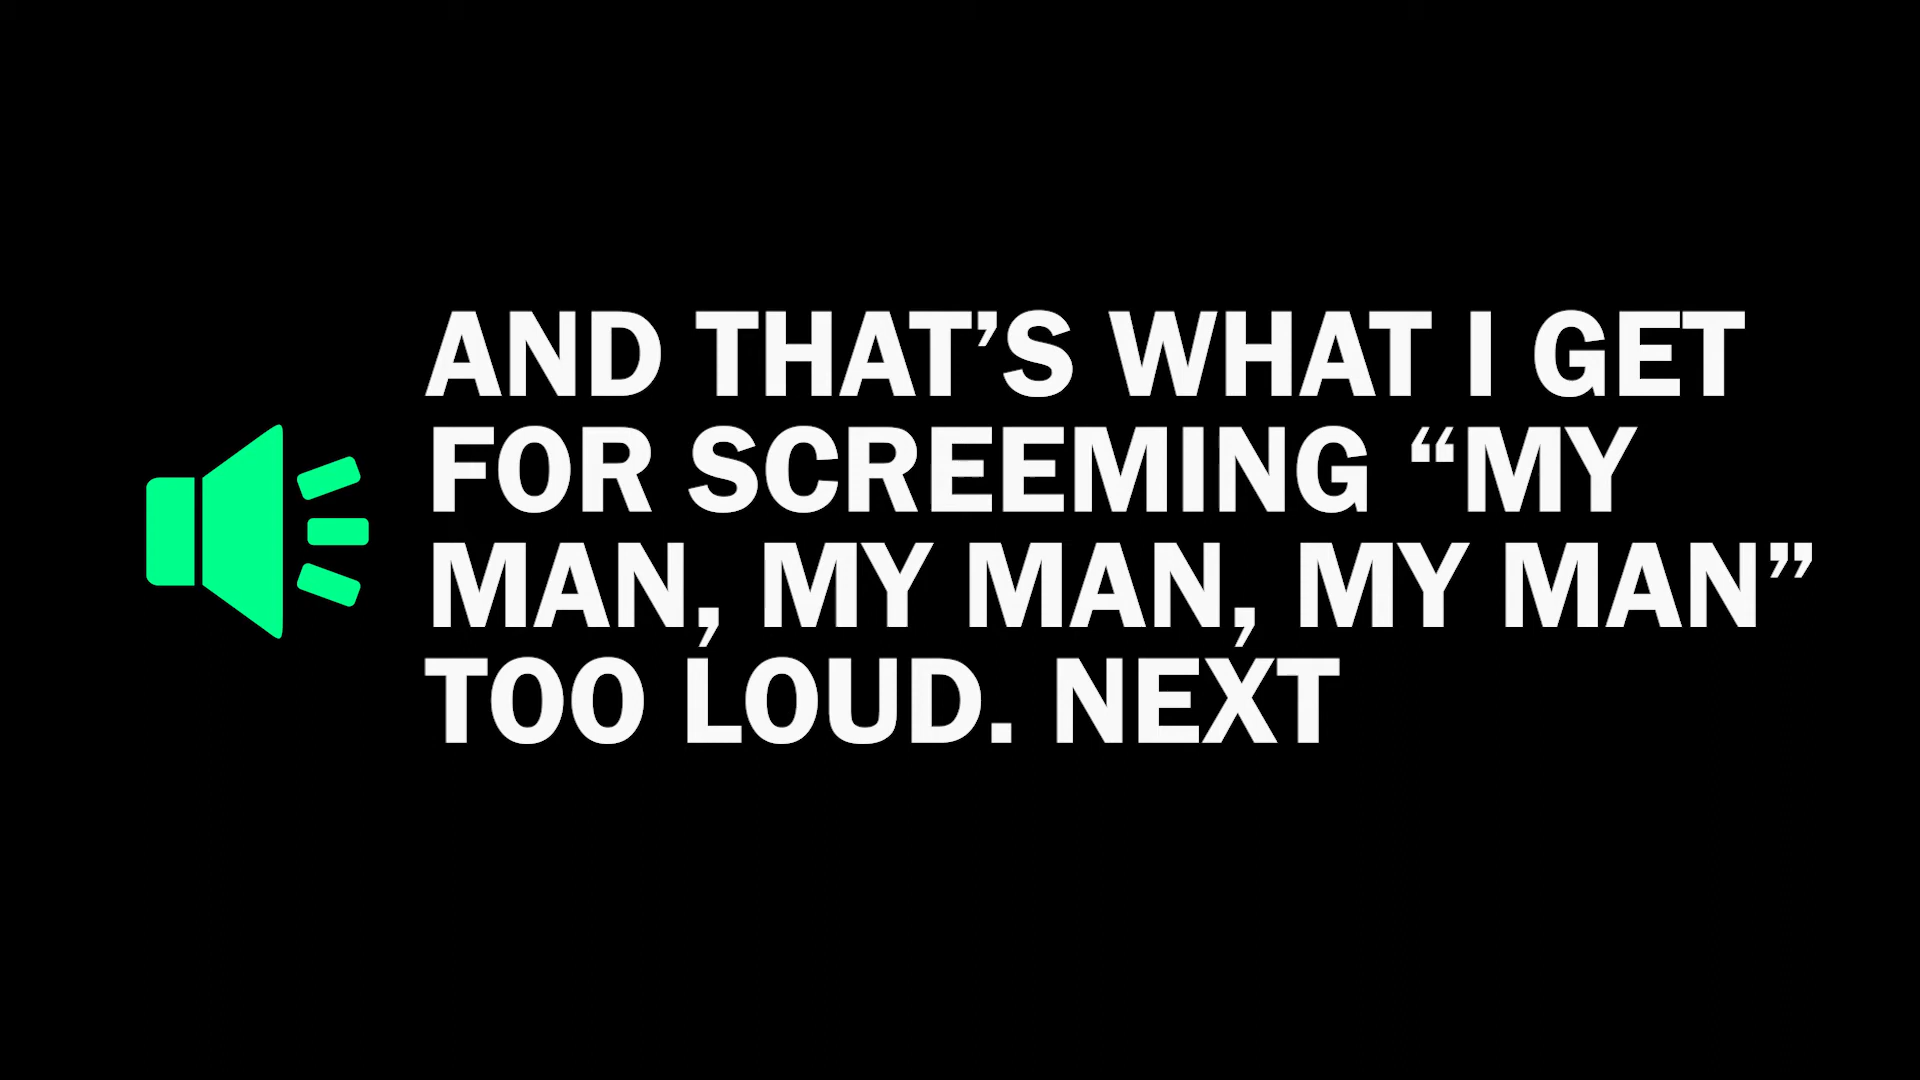 AND THAT’S WHAT I GET
FOR SCREEMING “MY
MAN, MY MAN, MY MAN”
TOO LOUD. NEXT